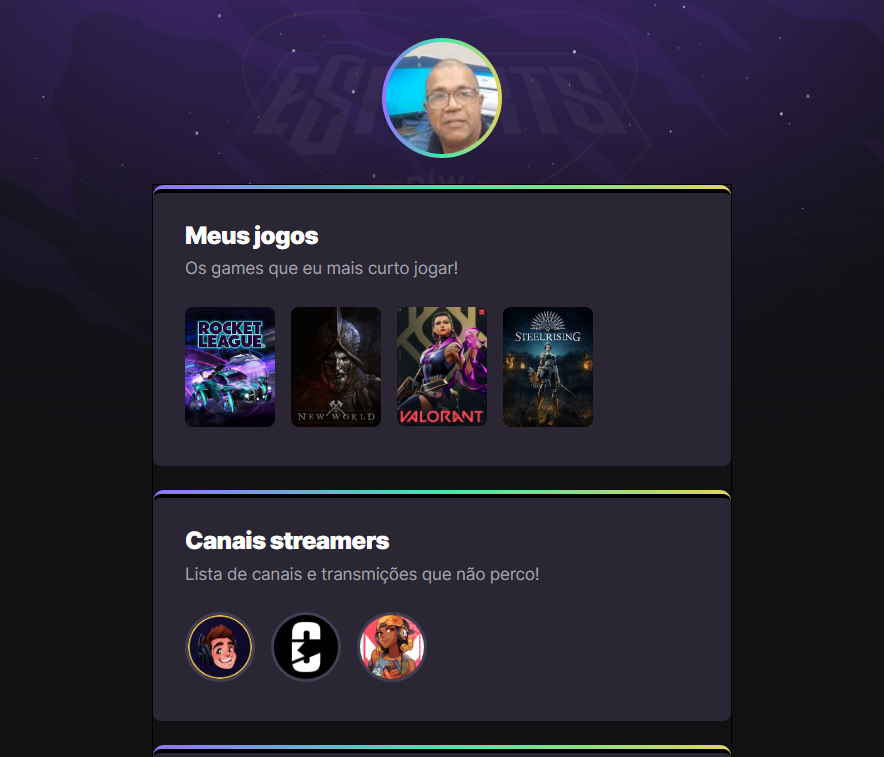 ESPORTS
nlw/
Meus jogos
Os games que eu mais curto jogar!
ROCKET
LEAGUE
NEW WORLD
VALORANT
STEELRISING
Canais streamers
Lista de canais e transmições que não perco!